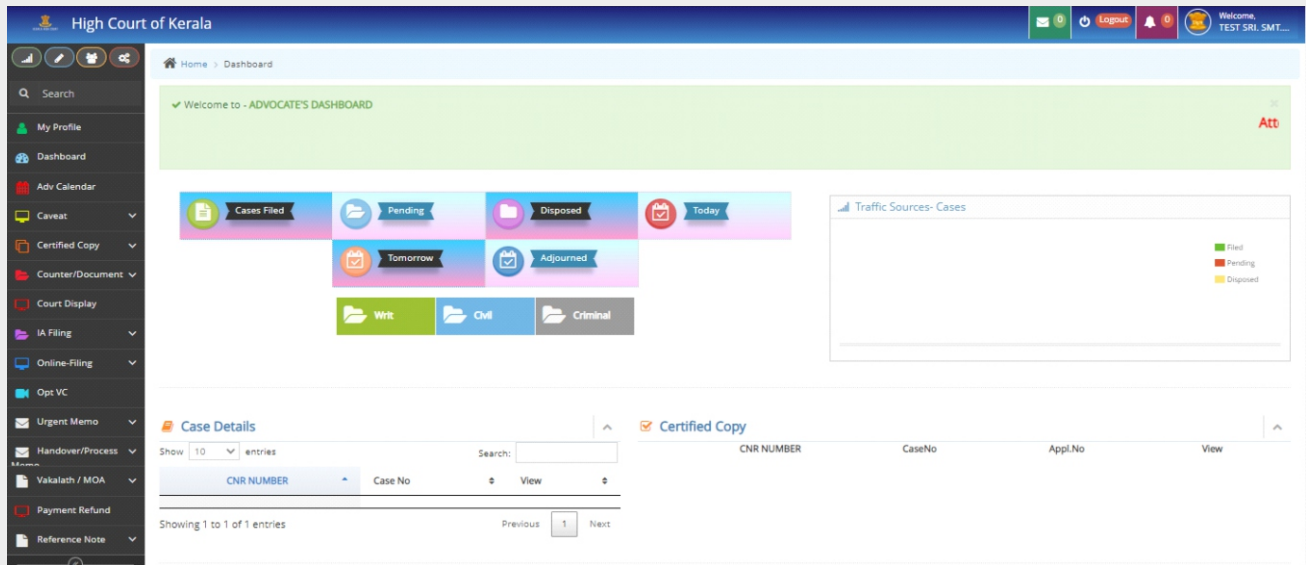 High Court of Kerala
0
Logout
0
Welcome,
TEST SRI. SMT....
Home > Dashboard
Search
My Profile
Dashboard
Adv Calendar
Caveat
Certified Copy
Counter/Document
Court Display
IA Filing
Online-Filing
Opt VC
Urgent Memo
Handover/Process
Memo
Vakalath / MOA
Payment Refund
Reference Note
Welcome to - ADVOCATE'S DASHBOARD
Att
Cases Filed
Pending
Disposed
Today
Tomorrow
Adjourned
Writ
Civil
Criminal
Traffic Sources- Cases
Filed
Pending
Disposed
Case Details
Show 10 entries
Search:
CNR NUMBER Case No View
Showing 1 to 1 of 1 entries
Previous 1 Next
Certified Copy
CNR NUMBER CaseNo Appl.No View